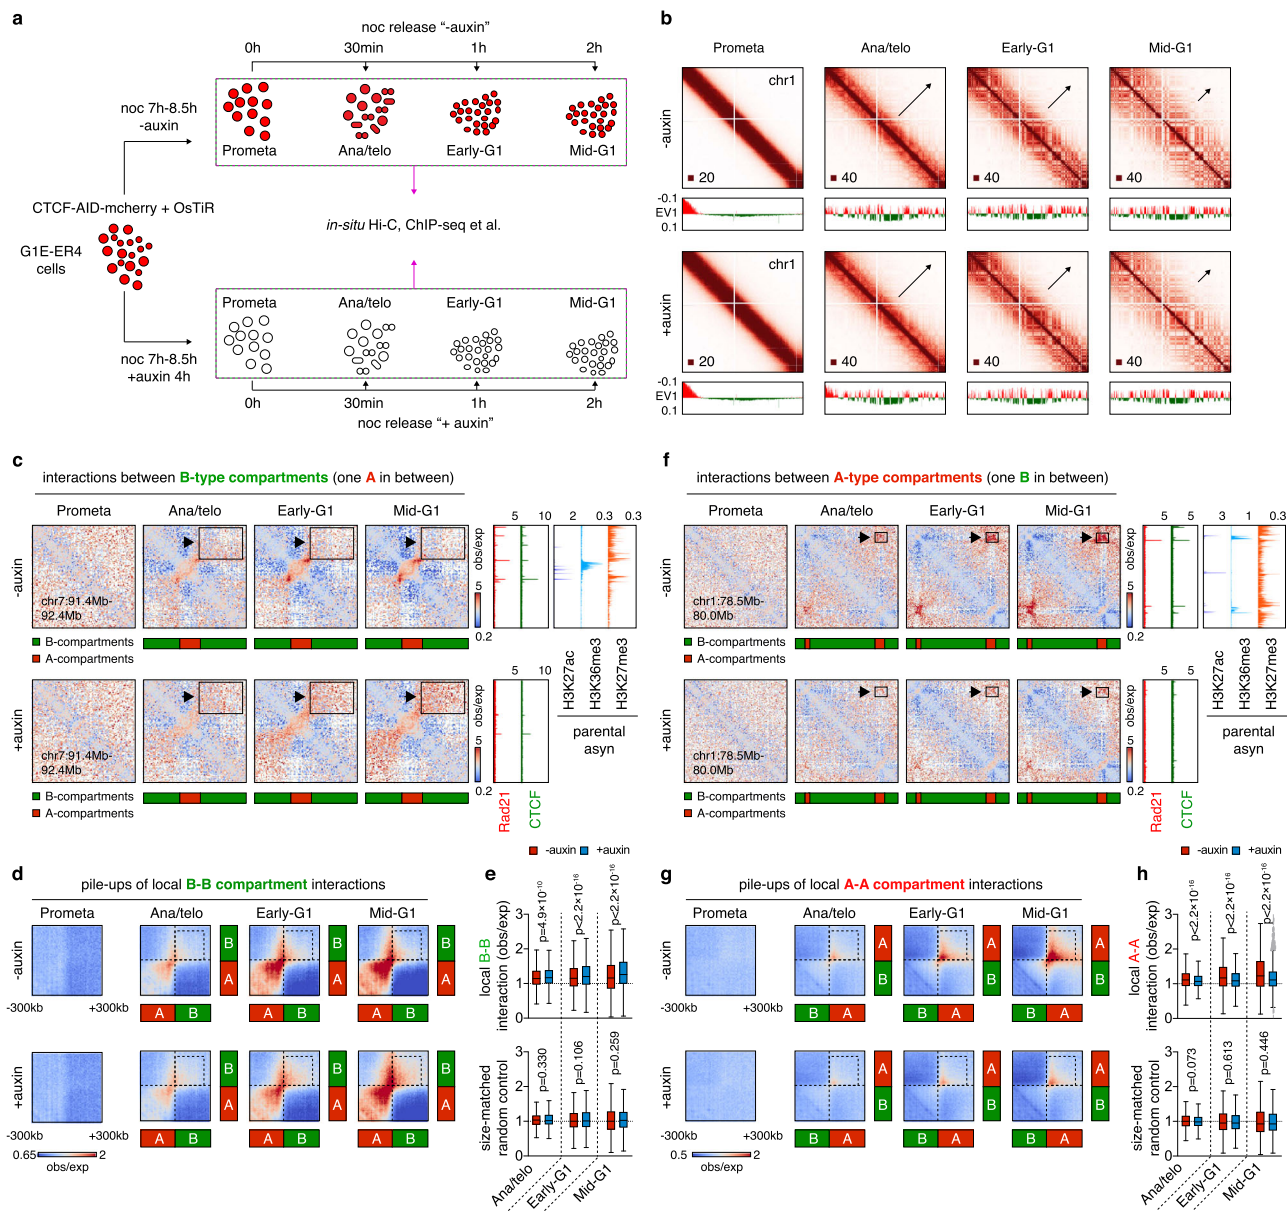 a
noc release “-auxin”
0h 30min 1h 2h
noc 7h-8.5h
-auxin
Prometa Ana/telo Early-G1 Mid-G1
CTCF-AID-mcherry + OsTiR
G1E-ER4
cells
in-situ Hi-C, ChIP-seq et al.
Prometa Ana/telo Early-G1 Mid-G1
noc 7h-8.5h
+auxin 4h
0h 30min 1h 2h
noc release “+ auxin”
b
Prometa Ana/telo Early-G1 Mid-G1
-auxin
chr1
20 40 40 40
-0.1
EV1
0.1
+auxin
chr1
20 40 40 40
-0.1
EV1
0.1
c
interactions between B-type compartments (one A in between)
Prometa Ana/telo Early-G1 Mid-G1
5 10 2 0.3 0.3
-auxin
chr7:91.4Mb-
92.4Mb
obs/exp
5
0.2
B-compartments
A-compartments
H3K27ac
H3K36me3
H3K27me3
parental
asyn
+auxin
chr7:91.4Mb-
92.4Mb
5 10
obs/exp
5
0.2
B-compartments
A-compartments
Rad21
CTCF
f
interactions between A-type compartments (one B in between)
Prometa Ana/telo Early-G1 Mid-G1
5 5 3 1 0.3
-auxin
chr1:78.5Mb-
80.0Mb
obs/exp
5
0.2
B-compartments
A-compartments
H3K27ac
H3K36me3
H3K27me3
parental
asyn
+auxin
chr1:78.5Mb-
80.0Mb
5 5
obs/exp
5
0.2
B-compartments
A-compartments
Rad21
CTCF
d
pile-ups of local B-B compartment interactions
Prometa Ana/telo Early-G1 Mid-G1
-auxin
B B B
A A A
-300kb +300kb
A B A B A B
+auxin
B B B
A A A
-300kb +300kb
A B A B A B
0.65 2
obs/exp
e
-auxin +auxin
local B-B
interaction (obs/exp)
3
2
1
0
p=4.9×10-10
p<2.2×10-16
p<2.2×10-16
size-matched
random control
3
2
1
0
p=0.330
p=0.106
p=0.259
Ana/telo
Early-G1
Mid-G1
g
pile-ups of local A-A compartment interactions
Prometa Ana/telo Early-G1 Mid-G1
-auxin
A A A
B B B
-300kb +300kb
B A B A B A
+auxin
A A A
B B B
-300kb +300kb
B A B A B A
0.5 2
obs/exp
h
-auxin +auxin
local A-A
interaction (obs/exp)
3
2
1
0
p<2.2×10-16
p<2.2×10-16
p<2.2×10-16
size-matched
random control
3
2
1
0
p=0.073
p=0.613
p=0.446
Ana/telo
Early-G1
Mid-G1